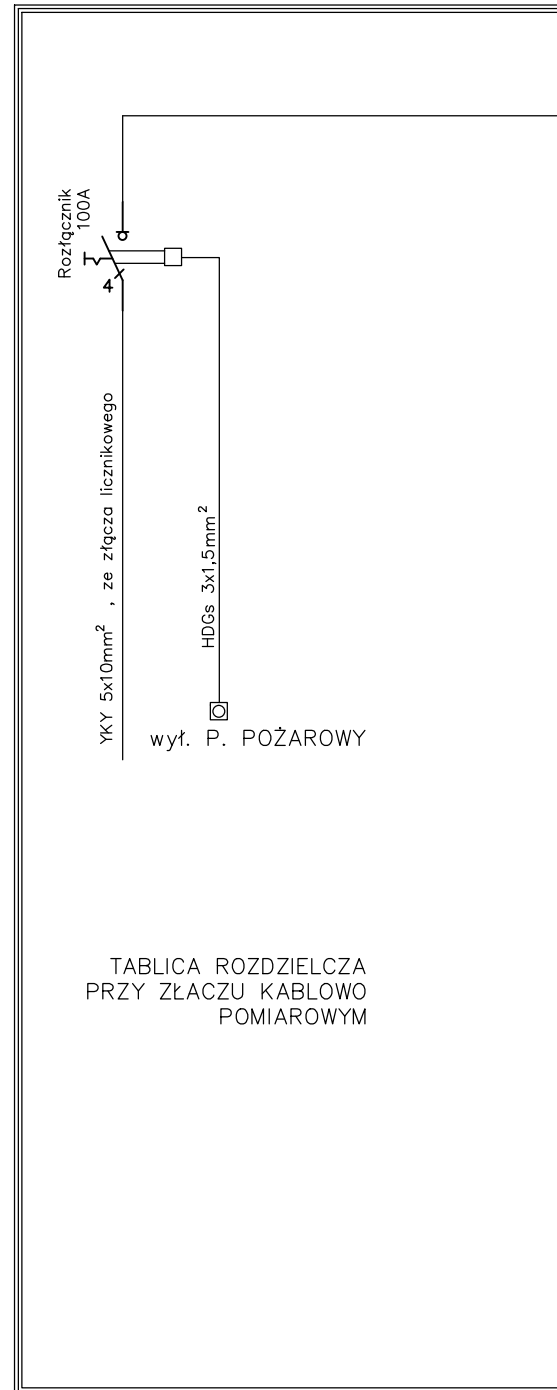 Rozłącznik
100A
4
YKY 5x10mm² , ze złącza licznikowego
HDGs 3x1,5mm²
wył. P. POŻAROWY
TABLICA ROZDZIELCZA
PRZY ZŁACZU KABLOWO
POMIAROWYM